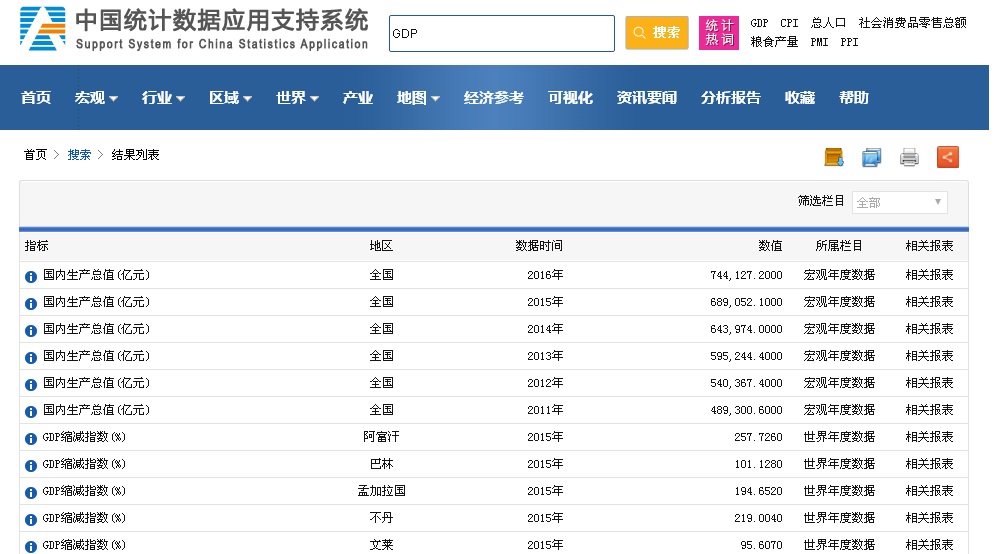 中国统计数据应用支持系统
Support System for China Statistics Application
GDP
搜索
统计热词
GDP CPI 总人口 社会消费品零售总额
粮食产量 PMI PPI
首页 宏观 行业 区域 世界 产业 地图 经济参考 可视化 资讯要闻 分析报告 收藏 帮助
首页 > 搜索 > 结果列表
筛选栏目 全部
指标 地区 数据时间 数值 所属栏目 相关报表
国内生产总值(亿元) 全国 2016年 744,127.2000 宏观年度数据 相关报表
国内生产总值(亿元) 全国 2015年 689,052.1000 宏观年度数据 相关报表
国内生产总值(亿元) 全国 2014年 643,974.0000 宏观年度数据 相关报表
国内生产总值(亿元) 全国 2013年 595,244.4000 宏观年度数据 相关报表
国内生产总值(亿元) 全国 2012年 540,367.4000 宏观年度数据 相关报表
国内生产总值(亿元) 全国 2011年 489,300.6000 宏观年度数据 相关报表
GDP缩减指数(%) 阿富汗 2015年 257.7260 世界年度数据 相关报表
GDP缩减指数(%) 巴林 2015年 101.1280 世界年度数据 相关报表
GDP缩减指数(%) 孟加拉国 2015年 194.6520 世界年度数据 相关报表
GDP缩减指数(%) 不丹 2015年 219.0040 世界年度数据 相关报表
GDP缩减指数(%) 文莱 2015年 95.6070 世界年度数据 相关报表